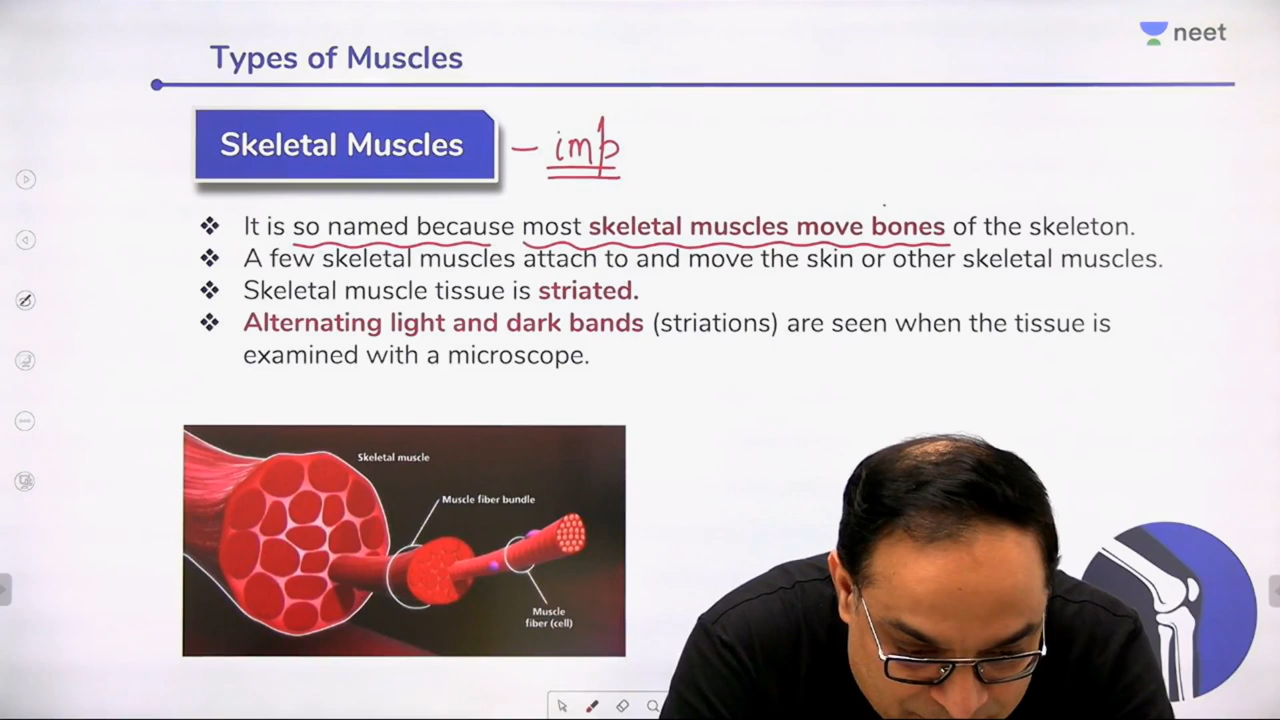 neet
Types of Muscles
Skeletal Muscles - imp
❖ It is so named because most skeletal muscles move bones of the skeleton.
❖ A few skeletal muscles attach to and move the skin or other skeletal muscles.
❖ Skeletal muscle tissue is striated.
❖ Alternating light and dark bands (striations) are seen when the tissue is
examined with a microscope.
Skeletal muscle
Muscle fiber bundle
Muscle
fiber (cell)